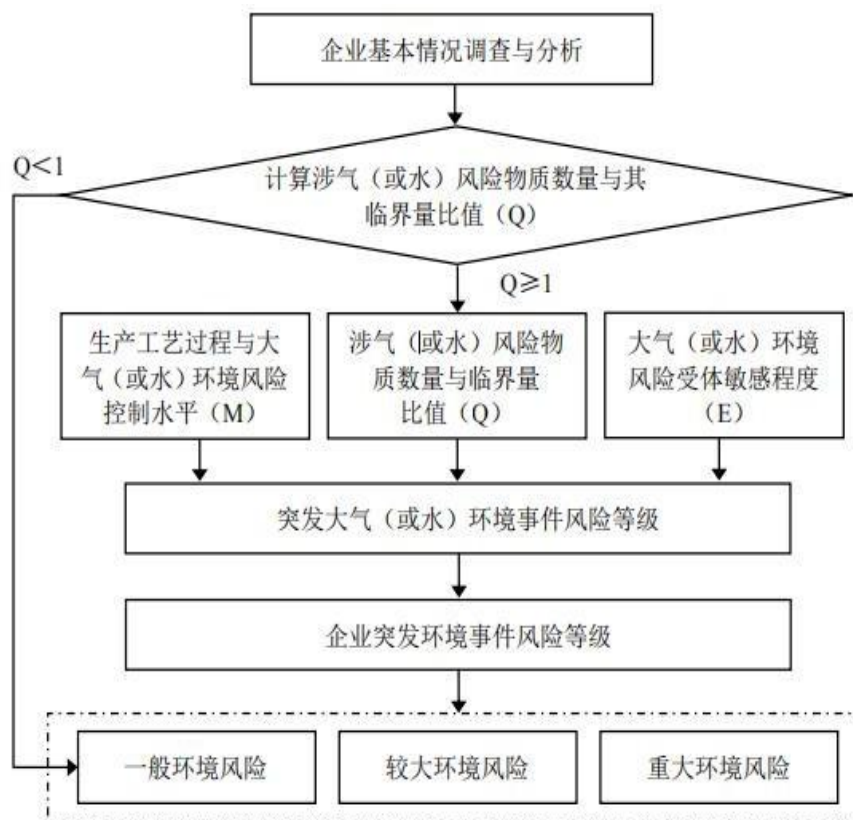 企业基本情况调查与分析
Q<1
计算涉气（或水）风险物质数量与其
临界量比值（Q）
Q≥1
生产工艺过程与大
气（或水）环境风险
控制水平（M）
涉气（或水）风险物
质数量与临界量
比值（Q）
大气（或水）环境
风险受体敏感程度
（E）
突发大气（或水）环境事件风险等级
企业突发环境事件风险等级
一般环境风险
较大环境风险
重大环境风险